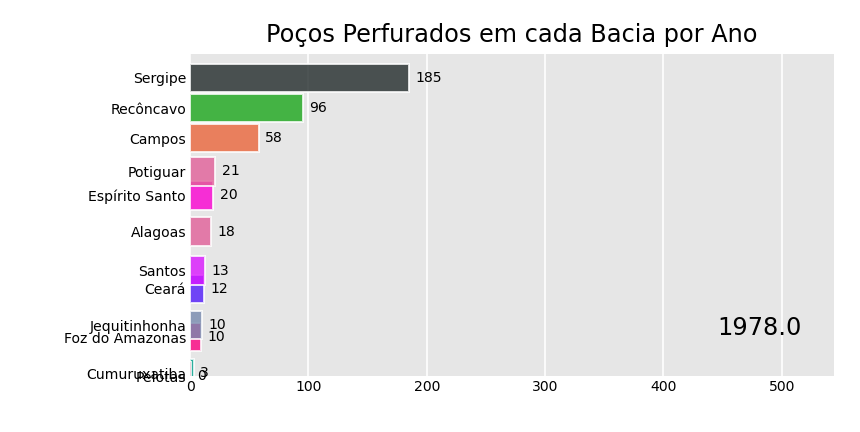 Poços Perfurados em cada Bacia por Ano
Sergipe 185
Recôncavo 96
Campos 58
Potiguar 21
Espírito Santo 20
Alagoas 18
Santos 13
Ceará 12
Jequitinhonha 10
Foz do Amazonas 10
1978.0
Cumuruxatiba 3
Pelotas 0
0 100 200 300 400 500